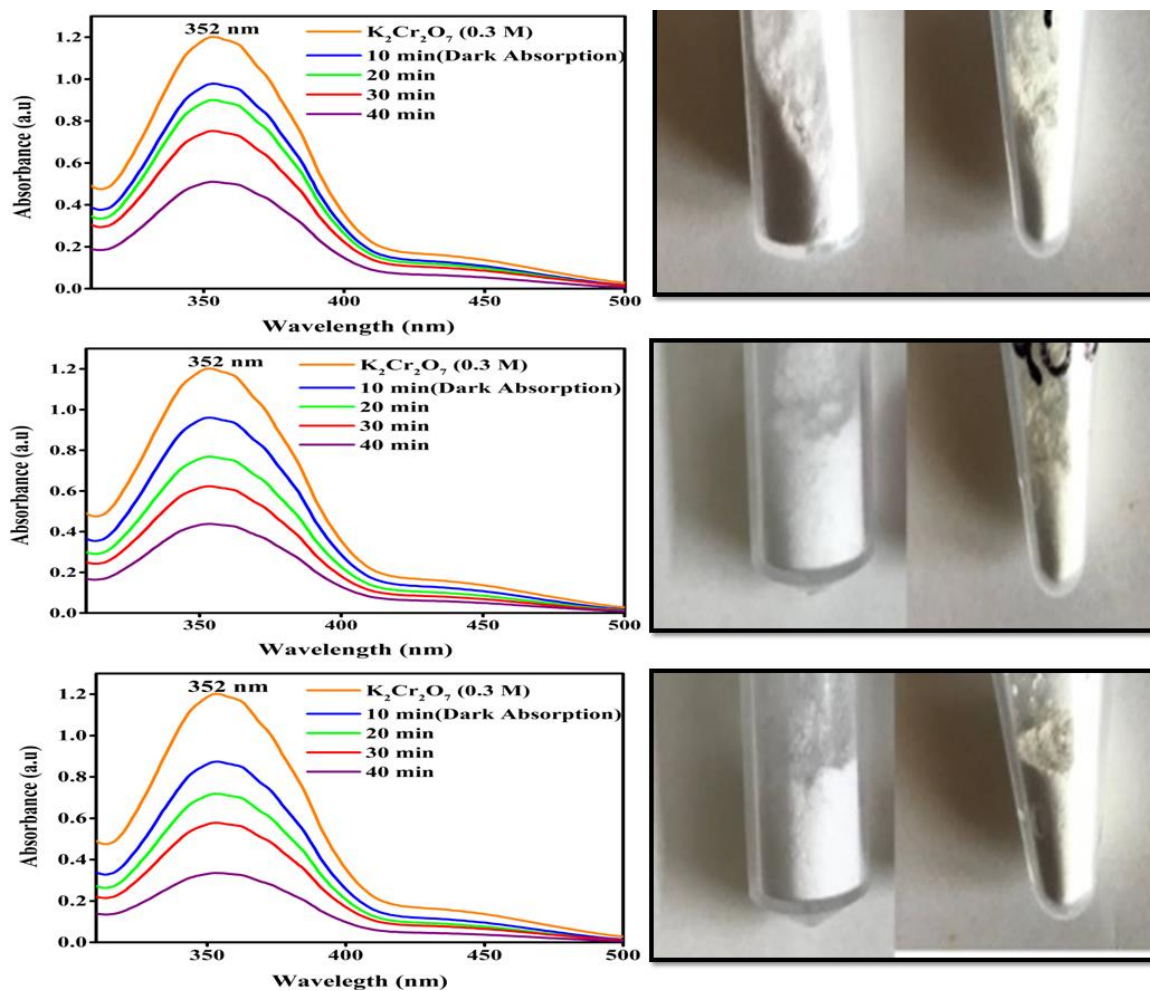 352 nm
K₂Cr₂O₇ (0.3 M)
10 min(Dark Absorption)
20 min
30 min
40 min
1.2
1.0
0.8
0.6
0.4
0.2
0.0
Absorbance (a.u)
350
400
450
500
Wavelength (nm)
352 nm
K₂Cr₂O₇ (0.3 M)
10 min(Dark Absorption)
20 min
30 min
40 min
1.2
1.0
0.8
0.6
0.4
0.2
0.0
Absorbance (a.u)
350
400
450
500
Wavelength (nm)
352 nm
K₂Cr₂O₇ (0.3 M)
10 min(Dark Absorption)
20 min
30 min
40 min
1.2
1.0
0.8
0.6
0.4
0.2
0.0
Absorbance (a.u)
350
400
450
500
Wavelegth (nm)